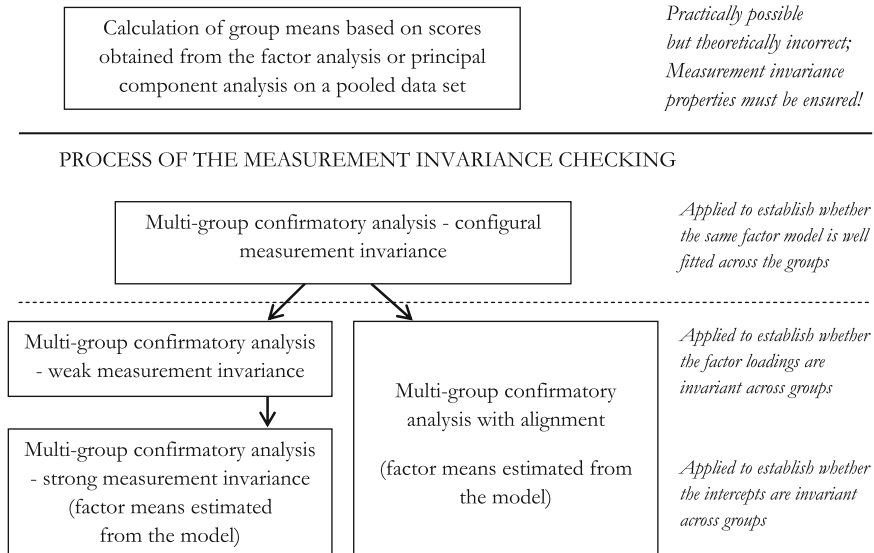 Calculation of group means based on scores
obtained from the factor analysis or principal
component analysis on a pooled data set
Practically possible
but theoretically incorrect;
Measurement invariance
properties must be ensured!
PROCESS OF THE MEASUREMENT INVARIANCE CHECKING
Multi-group confirmatory analysis - configural
measurement invariance
Applied to establish whether
the same factor model is well
fitted across the groups
Multi-group confirmatory analysis
- weak measurement invariance
Multi-group confirmatory
analysis with alignment
(factor means estimated from
the model)
Applied to establish whether
the factor loadings are
invariant across groups
Multi-group confirmatory analysis
- strong measurement invariance
(factor means estimated
from the model)
Applied to establish whether
the intercepts are invariant
across groups